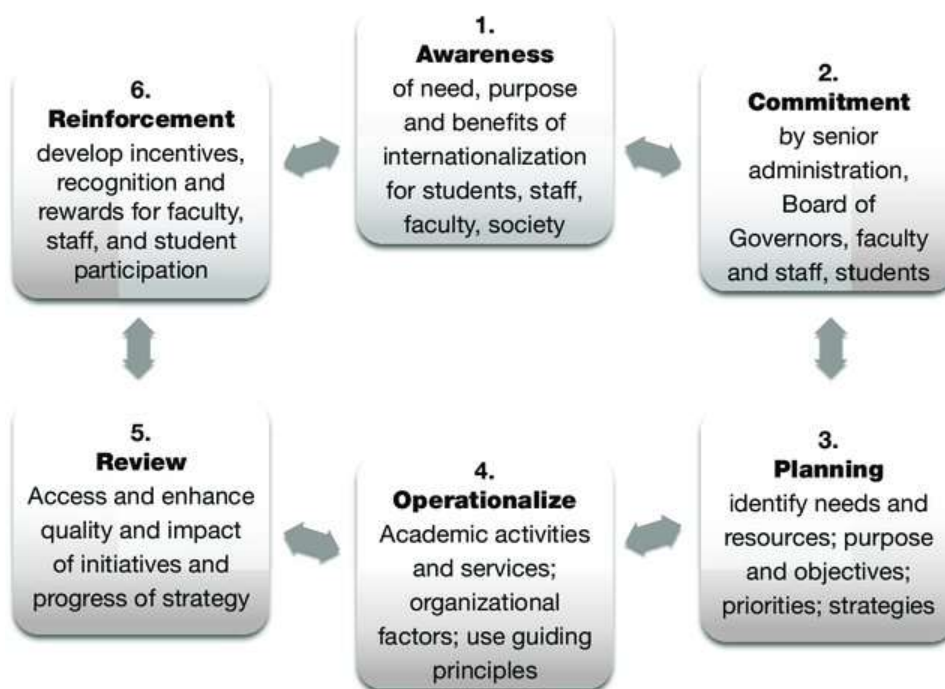 1.
Awareness
of need, purpose
and benefits of
internationalization
for students, staff,
faculty, society
2.
Commitment
by senior
administration,
Board of
Governors, faculty
and staff, students
3.
Planning
identify needs and
resources; purpose
and objectives;
priorities; strategies
4.
Operationalize
Academic activities
and services;
organizational
factors; use guiding
principles
5.
Review
Access and enhance
quality and impact
of initiatives and
progress of strategy
6.
Reinforcement
develop incentives,
recognition and
rewards for faculty,
staff, and student
participation